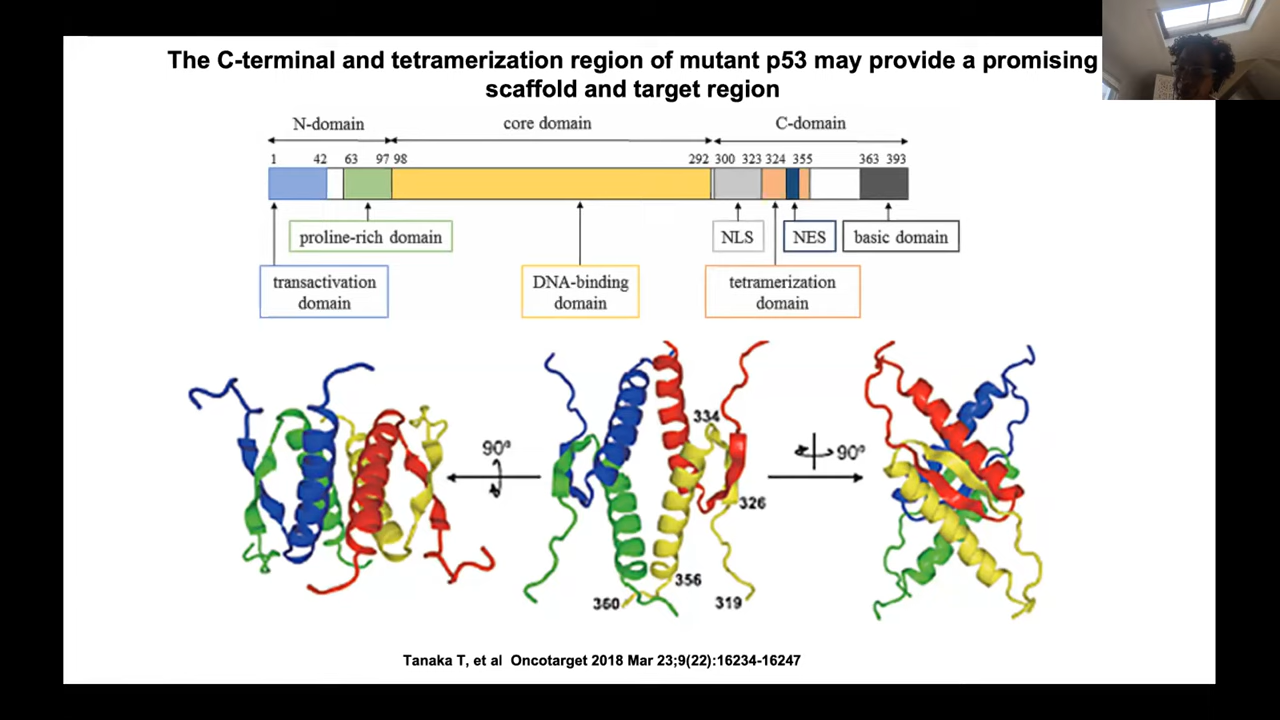 The C-terminal and tetramerization region of mutant p53 may provide a promising
scaffold and target region
N-domain
core domain
C-domain
1
42
63
97
98
292
300
323
324
355
363
393
proline-rich domain
NLS
NES
basic domain
transactivation
domain
DNA-binding
domain
tetramerization
domain
90º
334
326
356
360
319
90º
Tanaka T, et al Oncotarget 2018 Mar 23;9(22):16234-16247